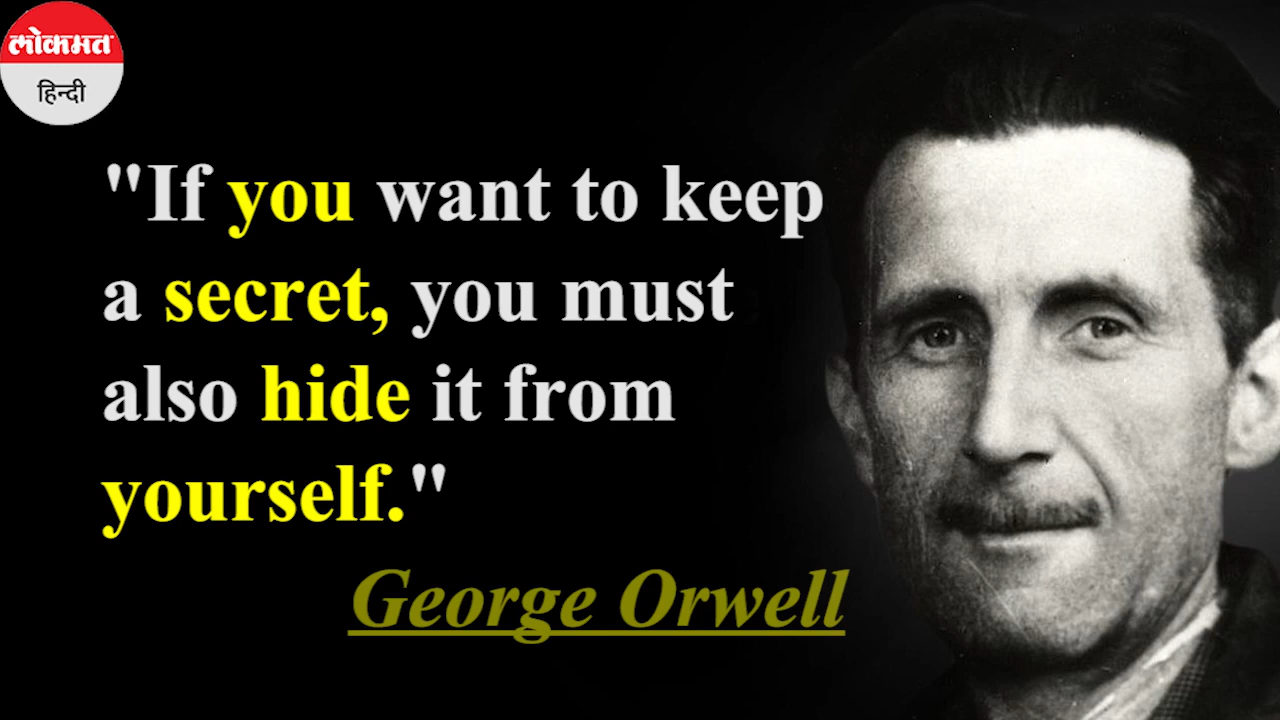 लोकमत
हिन्दी
"If you want to keep
a secret, you must
also hide it from
yourself."
George Orwell